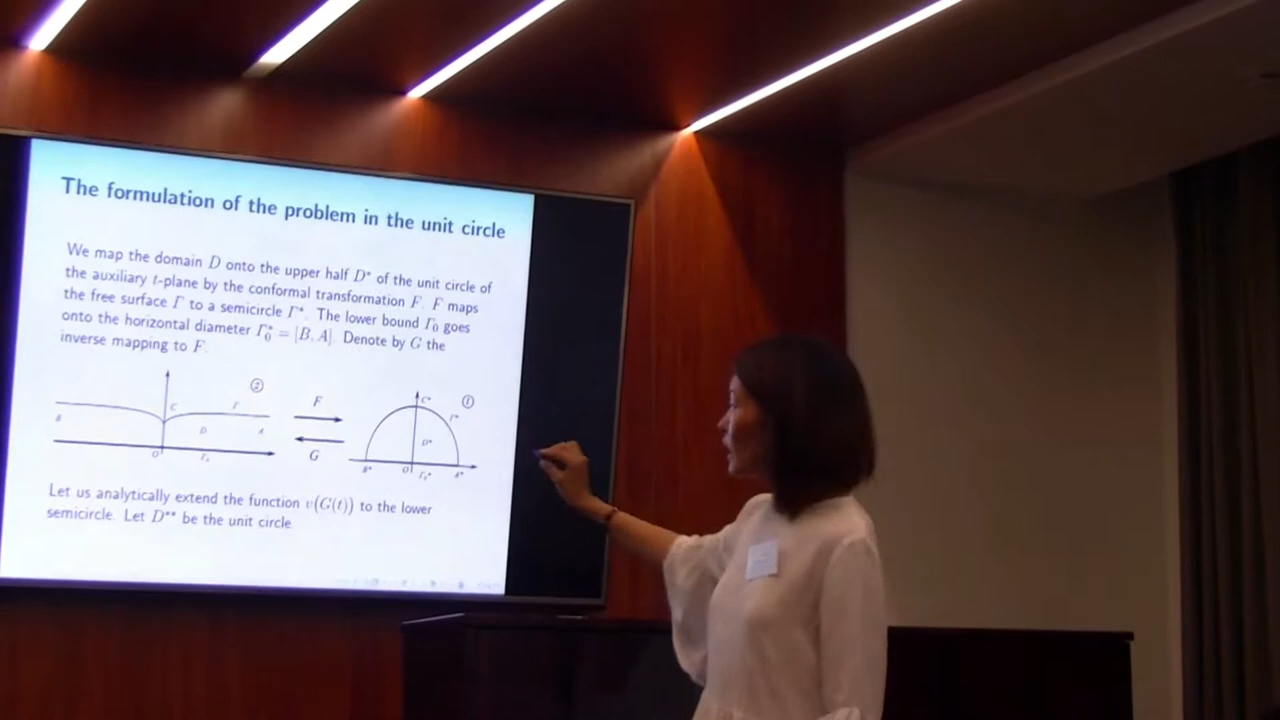 The formulation of the problem in the unit circle
We map the domain D onto the upper half D* of the unit circle of
the auxiliary t-plane by the conformal transformation F. F maps
the free surface Γ to a semicircle Γ*. The lower bound Γ₀ goes
onto the horizontal diameter Γ₀* = [B, A]. Denote by G the
inverse mapping to F.
z
C
Γ
B
D
A
O
Γ₀
F
G
t
C*
Γ*
D*
B*
O
Γ₀*
A*
Let us analytically extend the function v(G(t)) to the lower
semicircle. Let D** be the unit circle.